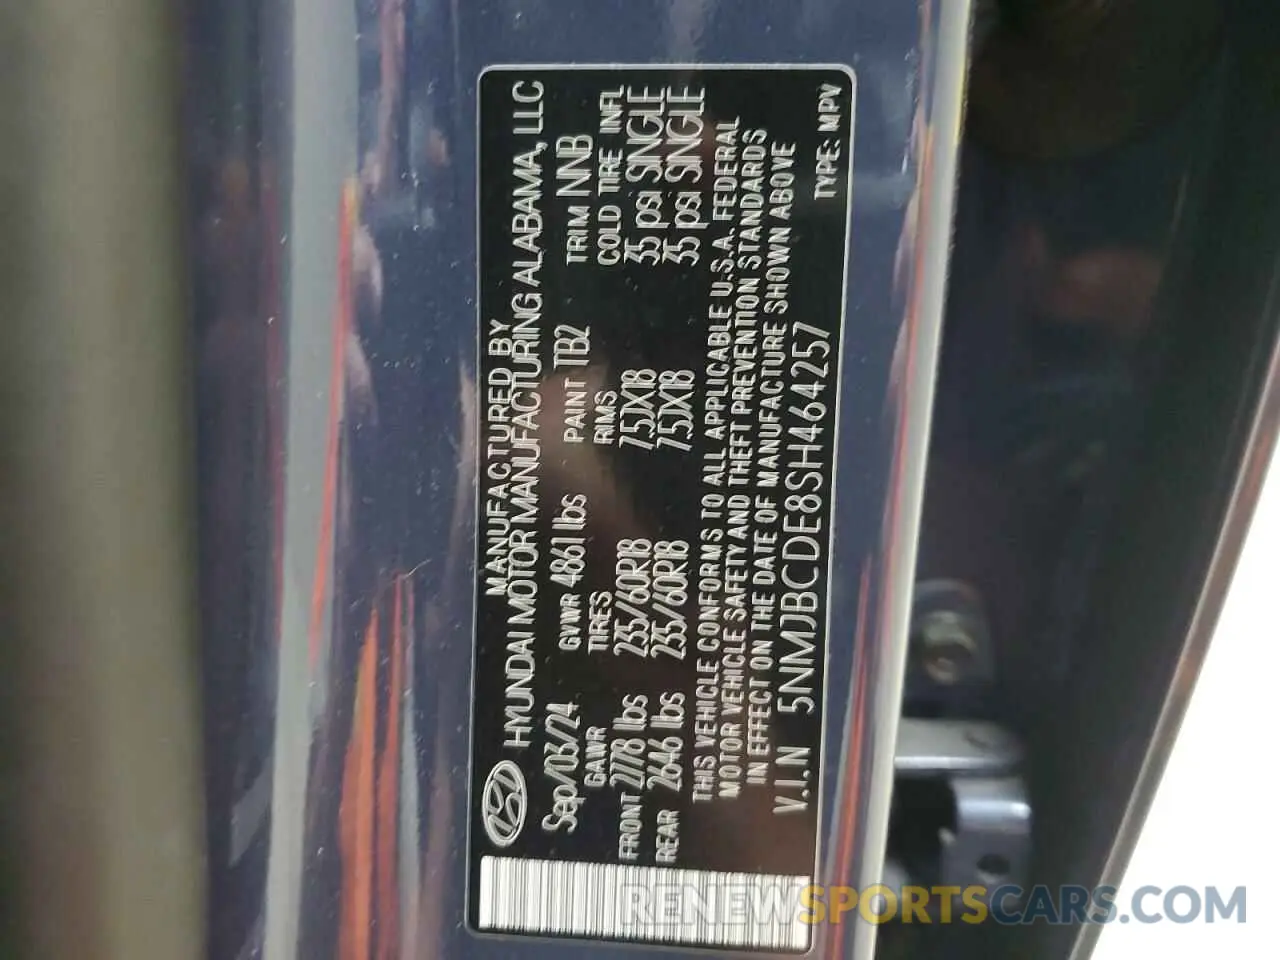 MANUFACTURED BY
HYUNDAI MOTOR MANUFACTURING ALABAMA, LLC
Sep/03/24 GVWR 4861 lbs PAINT TB2 TRIM NNB
GAWR TIRES RIMS COLD TIRE INFL
FRONT 2778 lbs 235/60R18 7.5JX18 35 psi SINGLE
REAR 2646 lbs 235/60R18 7.5JX18 35 psi SINGLE
THIS VEHICLE CONFORMS TO ALL APPLICABLE U.S.A. FEDERAL
MOTOR VEHICLE SAFETY AND THEFT PREVENTION STANDARDS
IN EFFECT ON THE DATE OF MANUFACTURE SHOWN ABOVE
V.I.N 5NMJBCDE8SH464257 TYPE: MPV
RENEWSPORTSCARS.COM